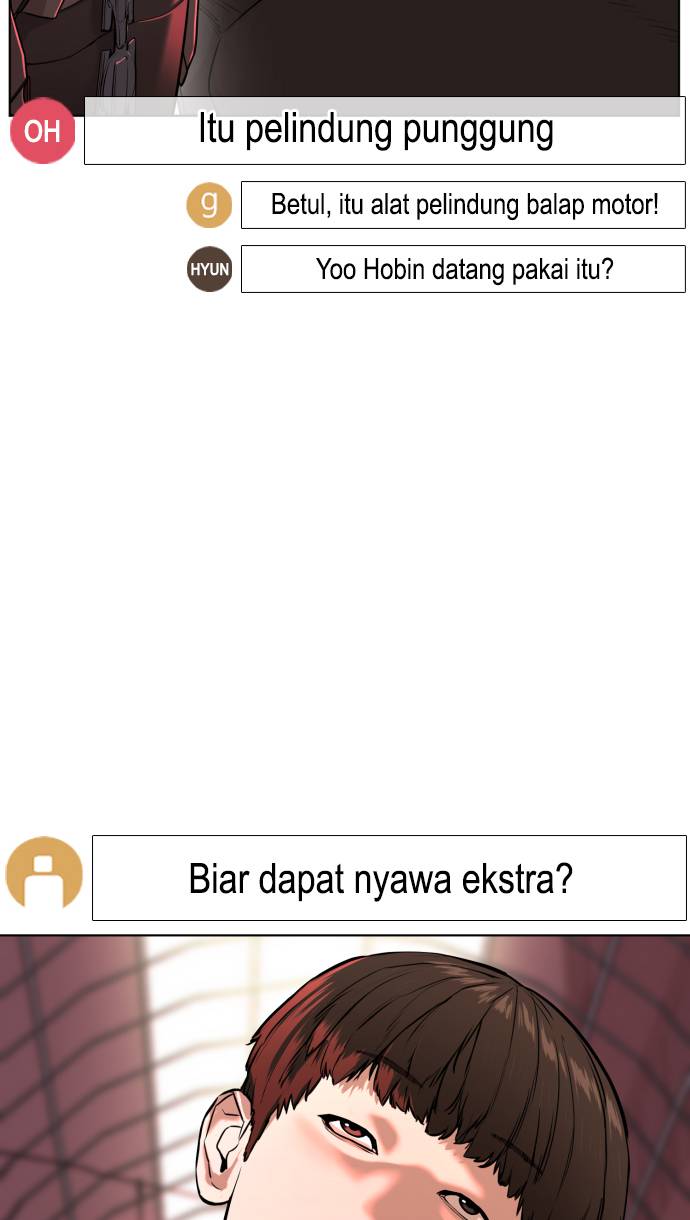 OH
Itu pelindung punggung
g
Betul, itu alat pelindung balap motor!
HYUN
Yoo Hobin datang pakai itu?
Biar dapat nyawa ekstra?